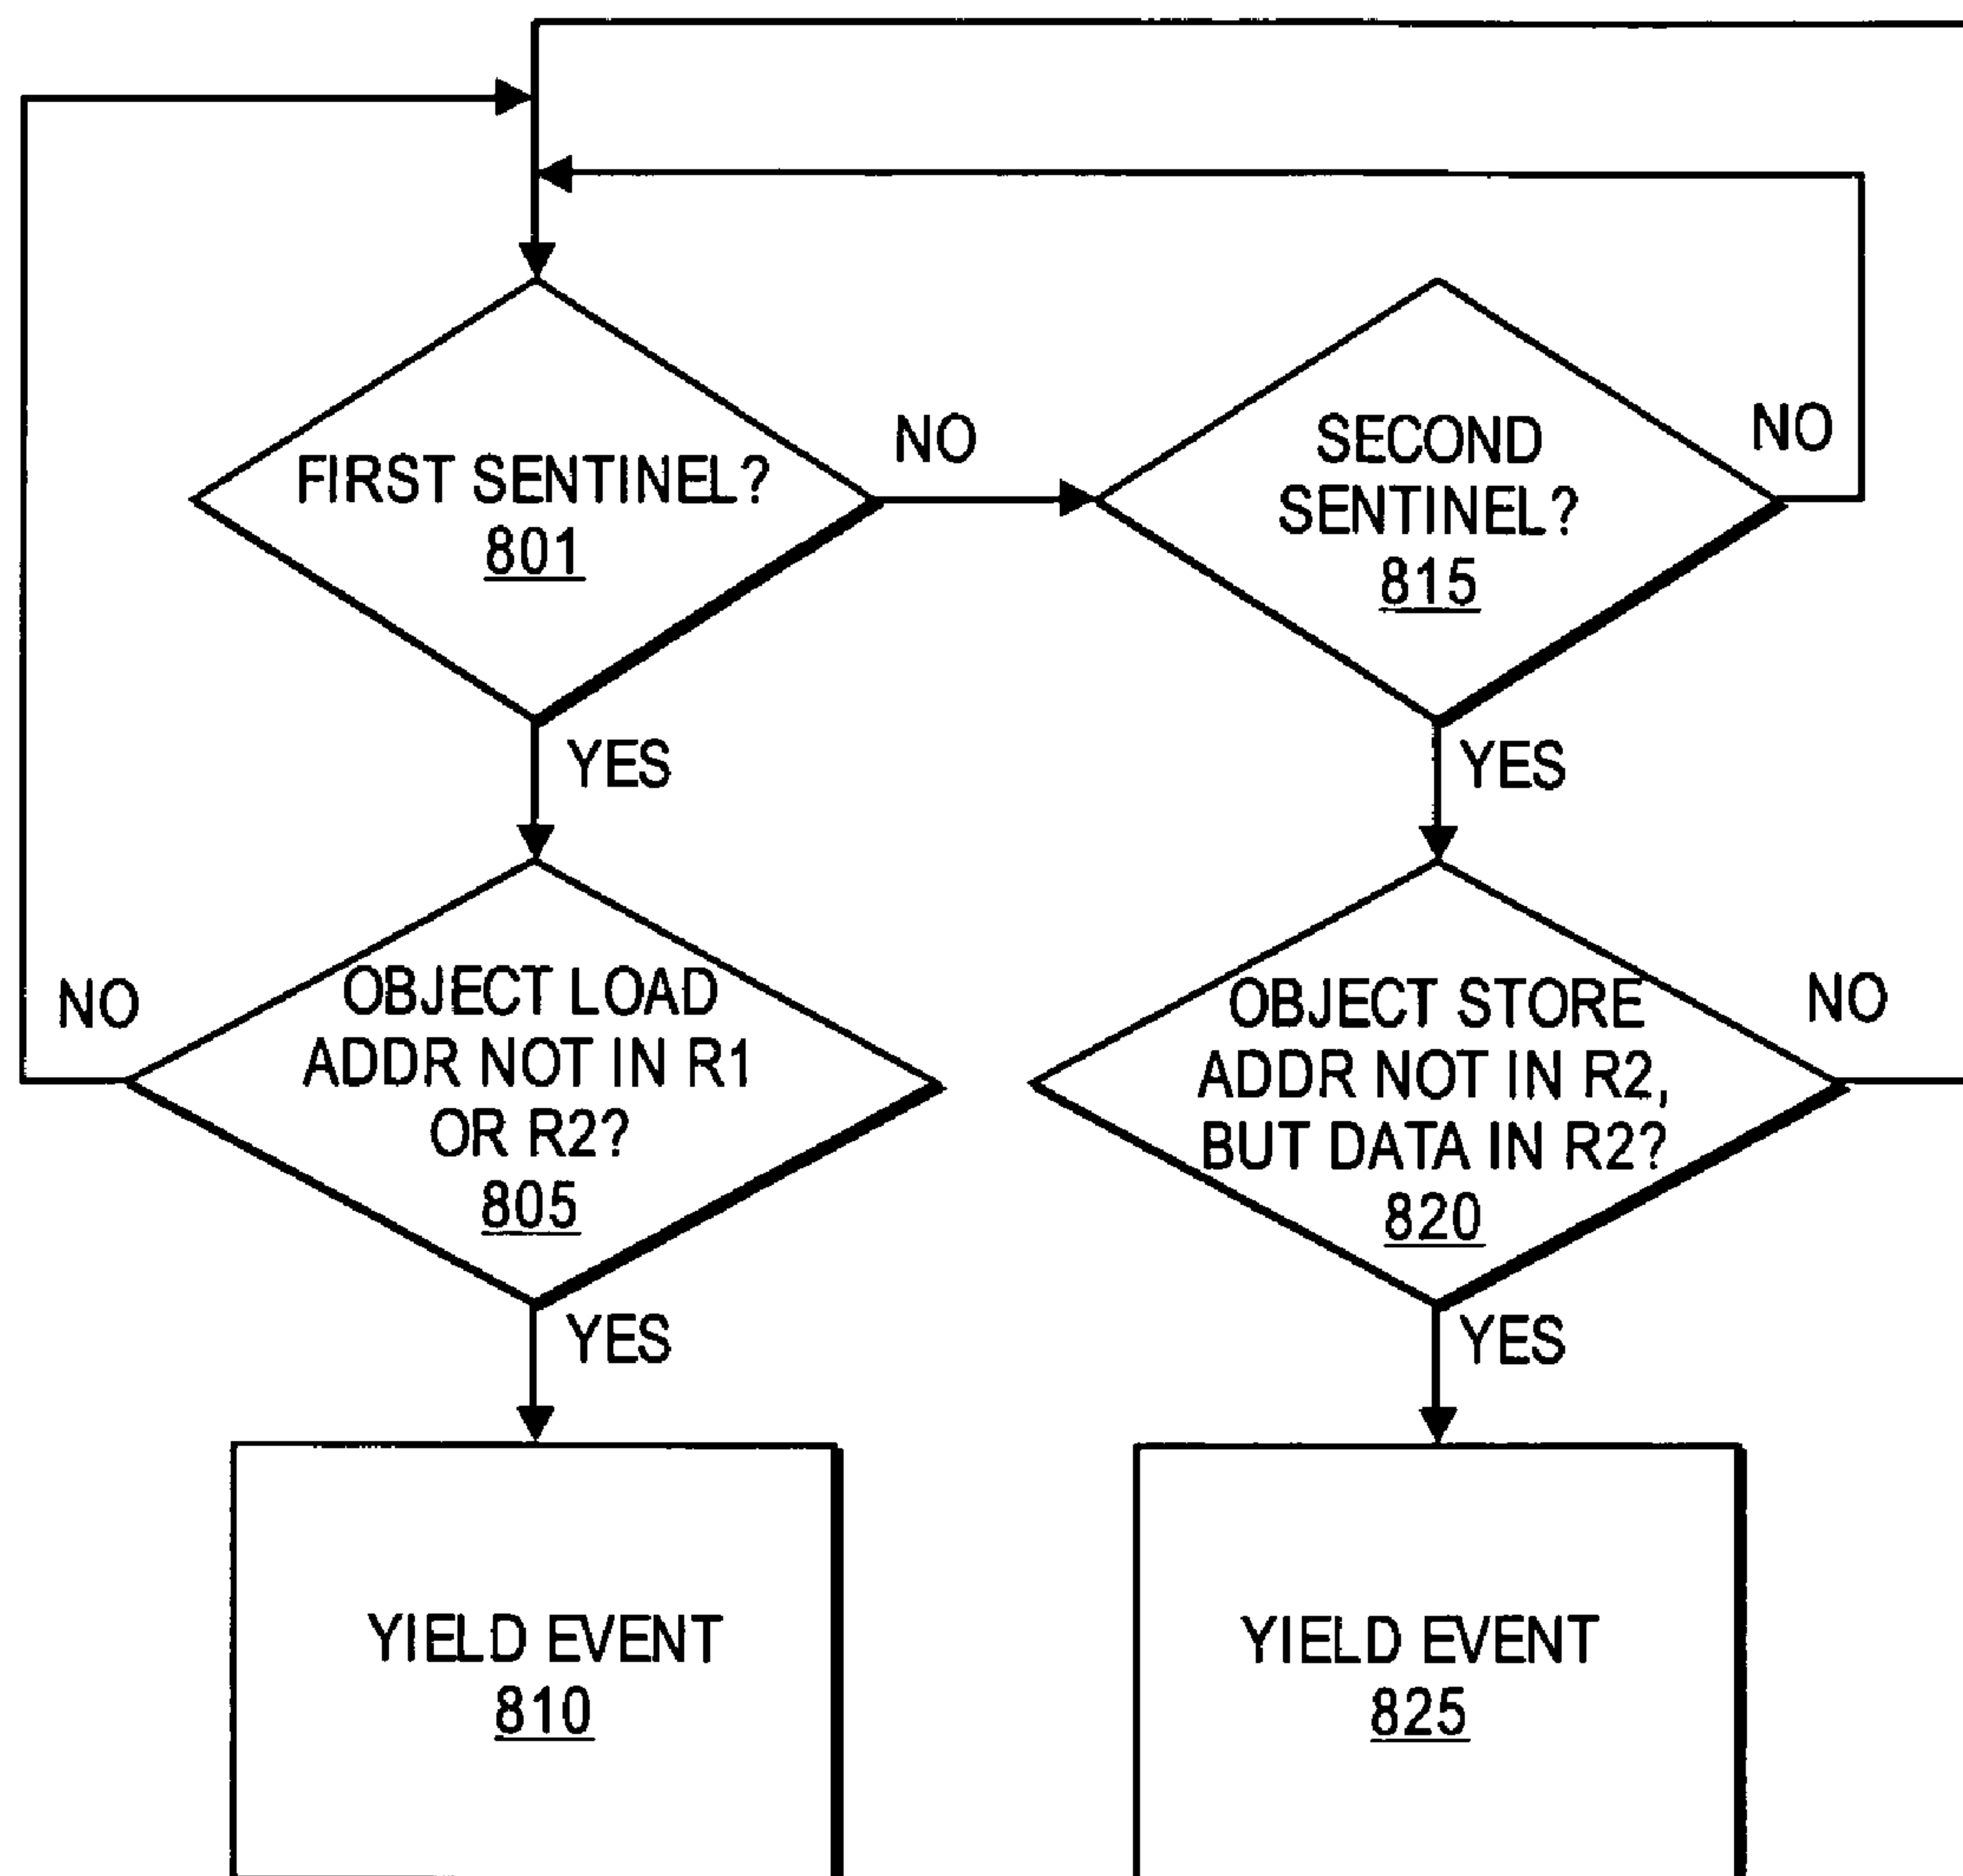 FIRST SENTINEL?
801
NO
SECOND
SENTINEL?
815
NO
YES
YES
NO
OBJECT LOAD
ADDR NOT IN R1
OR R2?
805
OBJECT STORE
ADDR NOT IN R2,
BUT DATA IN R2?
820
NO
YES
YES
YIELD EVENT
810
YIELD EVENT
825